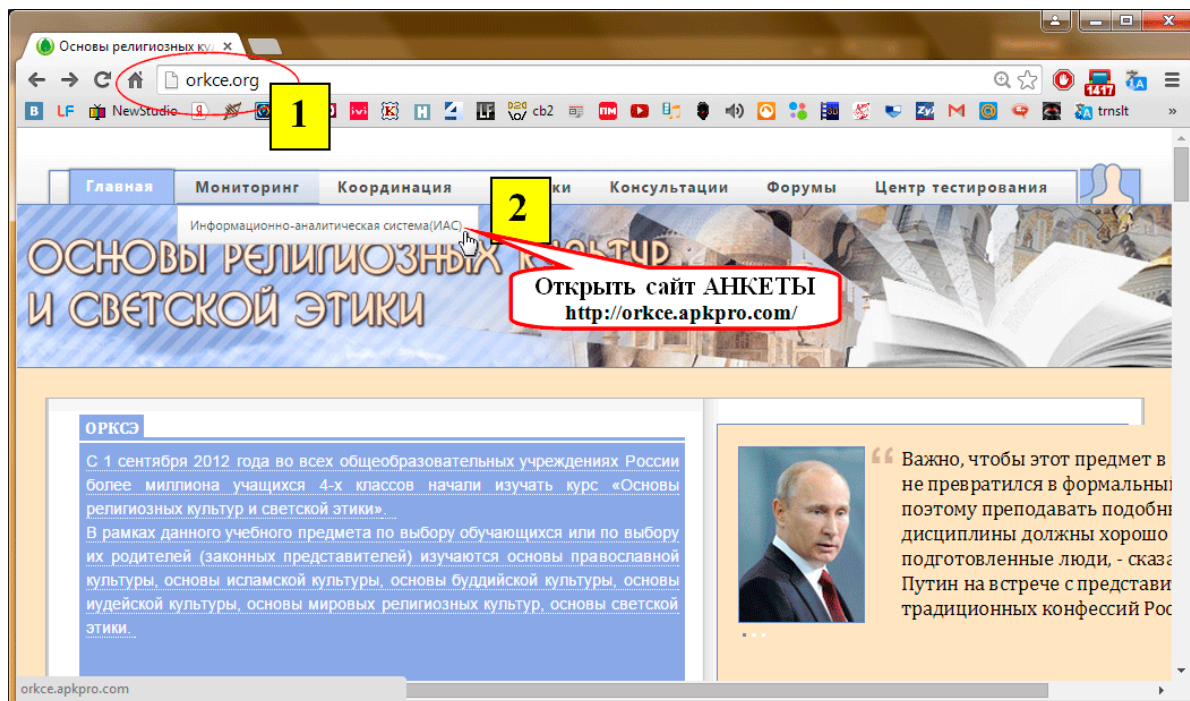 Основы религиозных ку
orkce.org
1417
NewStudio
cb2
trnslt
»
1
Главная Мониторинг Координация ки Консультации Форумы Центр тестирования
2
Информационно-аналитическая система(ИАС)
ОСНОВЫ РЕЛИГИОЗНЫХ КУЛЬТУР
И СВЕТСКОЙ ЭТИКИ
Открыть сайт АНКЕТЫ
http://orkce.apkpro.com/
ОРКСЭ
С 1 сентября 2012 года во всех общеобразовательных учреждениях России
более миллиона учащихся 4-х классов начали изучать курс «Основы
религиозных культур и светской этики».
В рамках данного учебного предмета по выбору обучающихся или по выбору
их родителей (законных представителей) изучаются основы православной
культуры, основы исламской культуры, основы буддийской культуры, основы
иудейской культуры, основы мировых религиозных культур, основы светской
этики.
“ Важно, чтобы этот предмет в
не превратился в формальны
поэтому преподавать подобн
дисциплины должны хорошо
подготовленные люди, - сказа
Путин на встрече с представи
традиционных конфессий Рос
orkce.apkpro.com